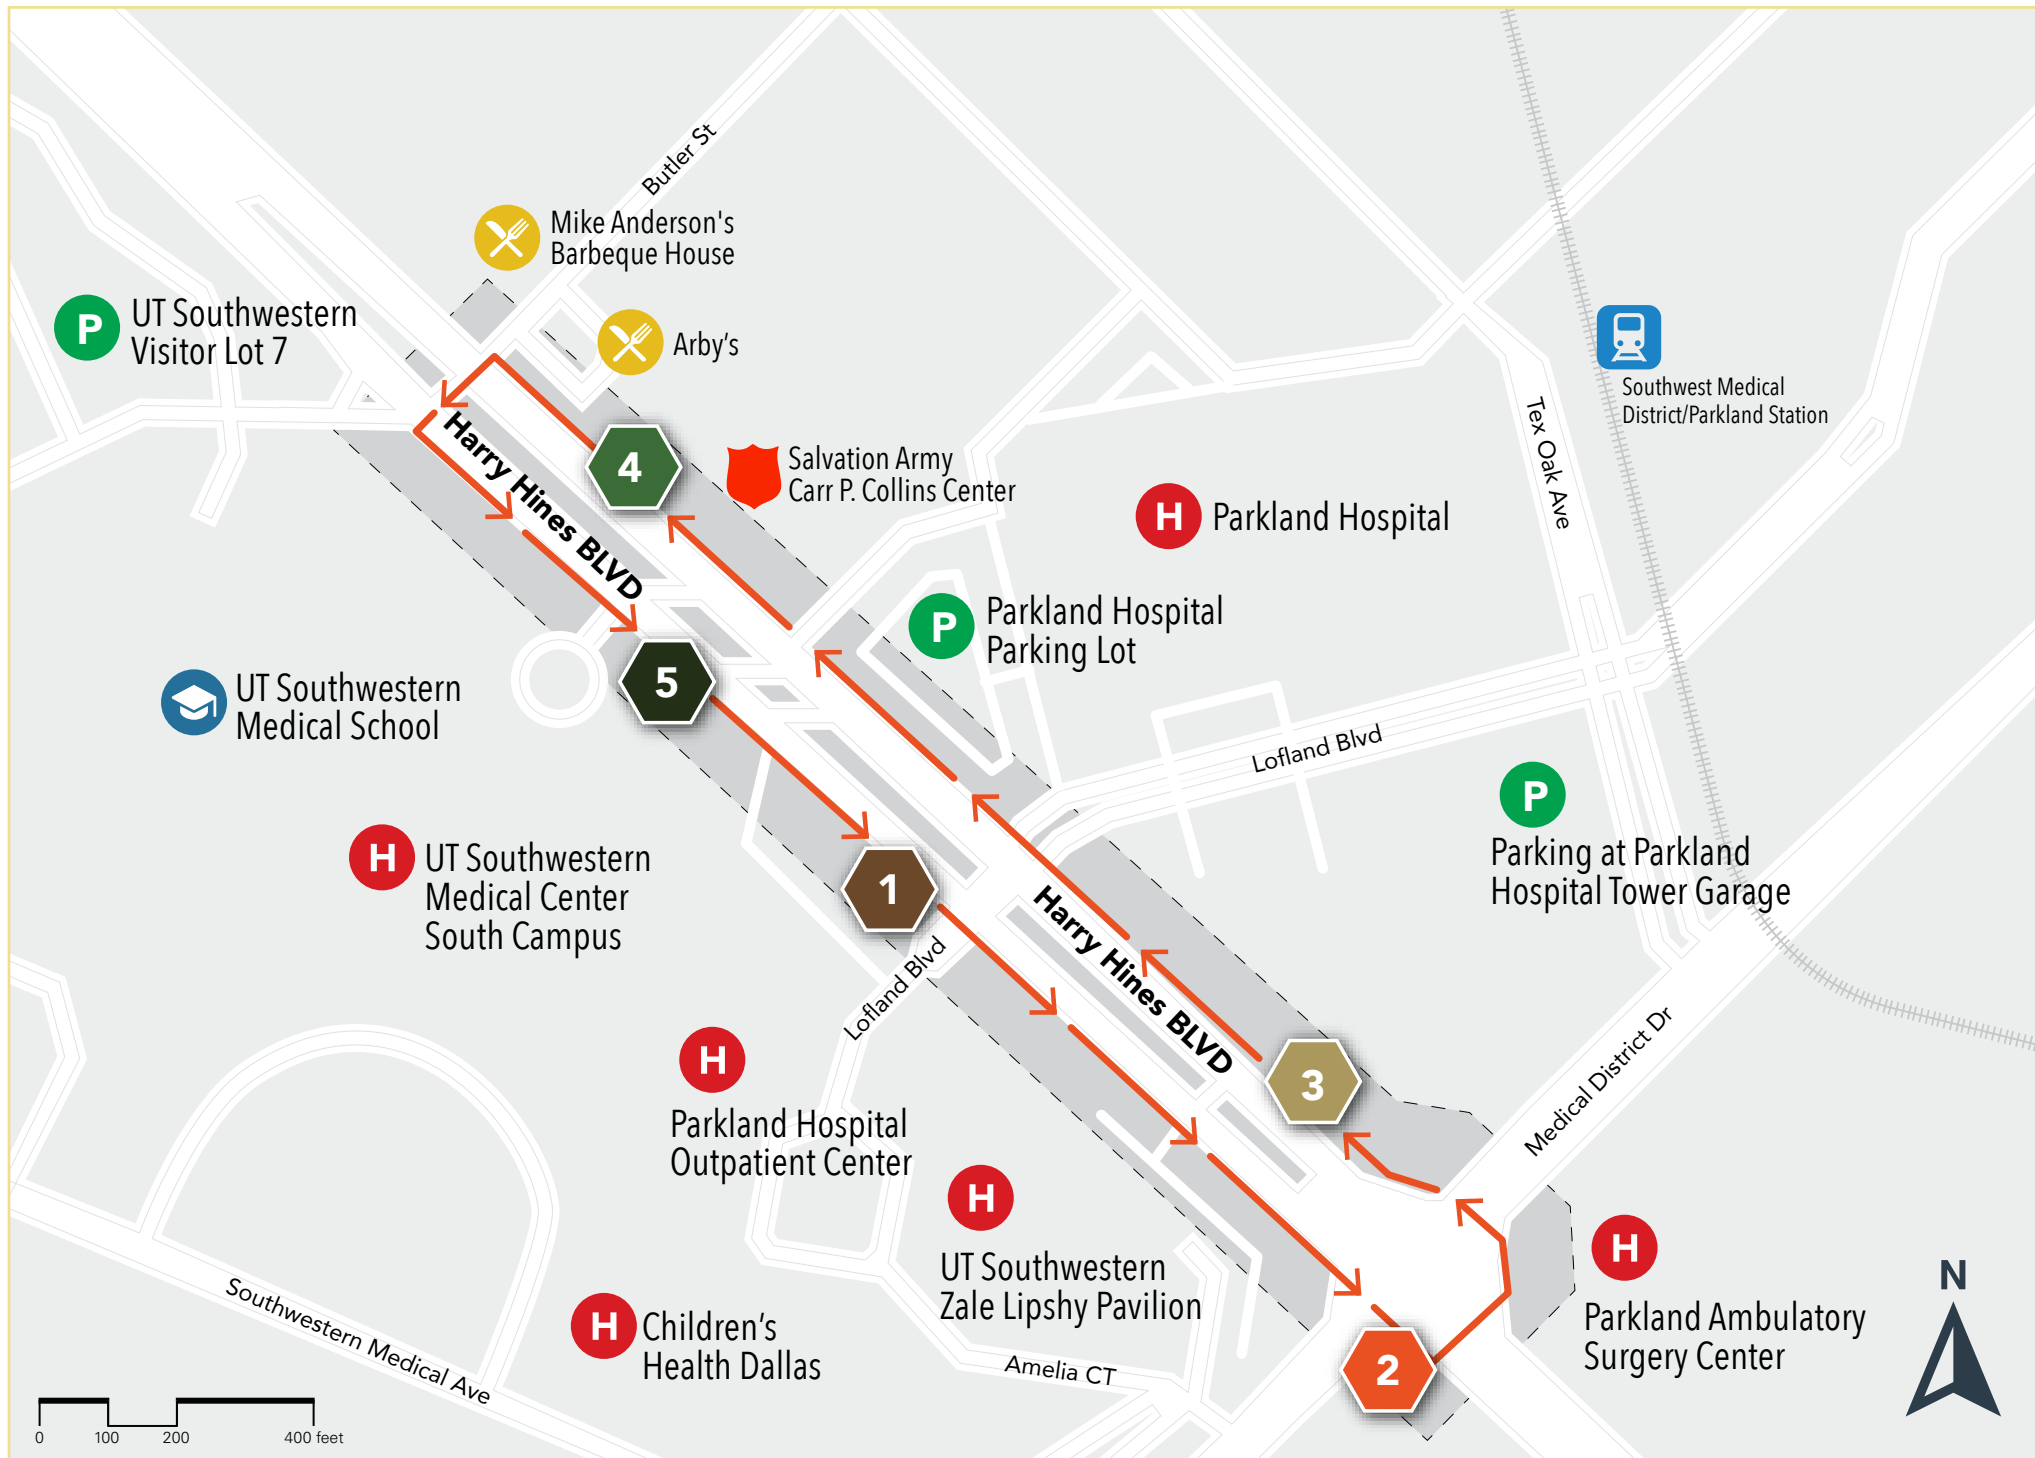 Butler St
Mike Anderson's
Barbeque House
P
UT Southwestern
Visitor Lot 7
Arby's
Southwest Medical
District/Parkland Station
Tex Oak Ave
Harry Hines BLVD
4
Salvation Army
Carr P. Collins Center
H
Parkland Hospital
P
Parkland Hospital
Parking Lot
5
UT Southwestern
Medical School
Lofland Blvd
P
Parking at Parkland
Hospital Tower Garage
H
UT Southwestern
Medical Center
South Campus
1
Harry Hines BLVD
Lofland Blvd
H
Parkland Hospital
Outpatient Center
3
Medical District Dr
H
UT Southwestern
Zale Lipshy Pavilion
H
Parkland Ambulatory
Surgery Center
N
Southwestern Medical Ave
H
Children's
Health Dallas
Amelia CT
2
0 100 200 400 feet